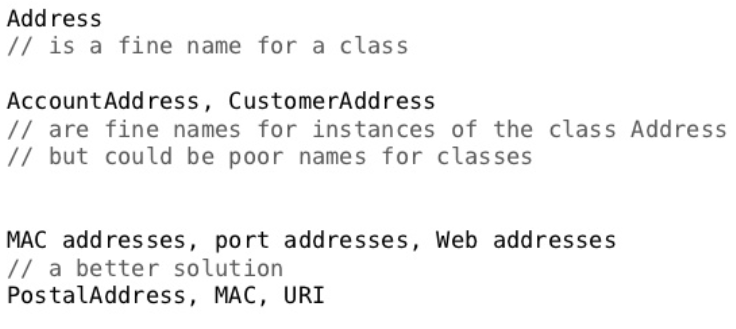 Address
// is a fine name for a class
AccountAddress, CustomerAddress
// are fine names for instances of the class Address
// but could be poor names for classes
MAC addresses, port addresses, Web addresses
// a better solution
PostalAddress, MAC, URI